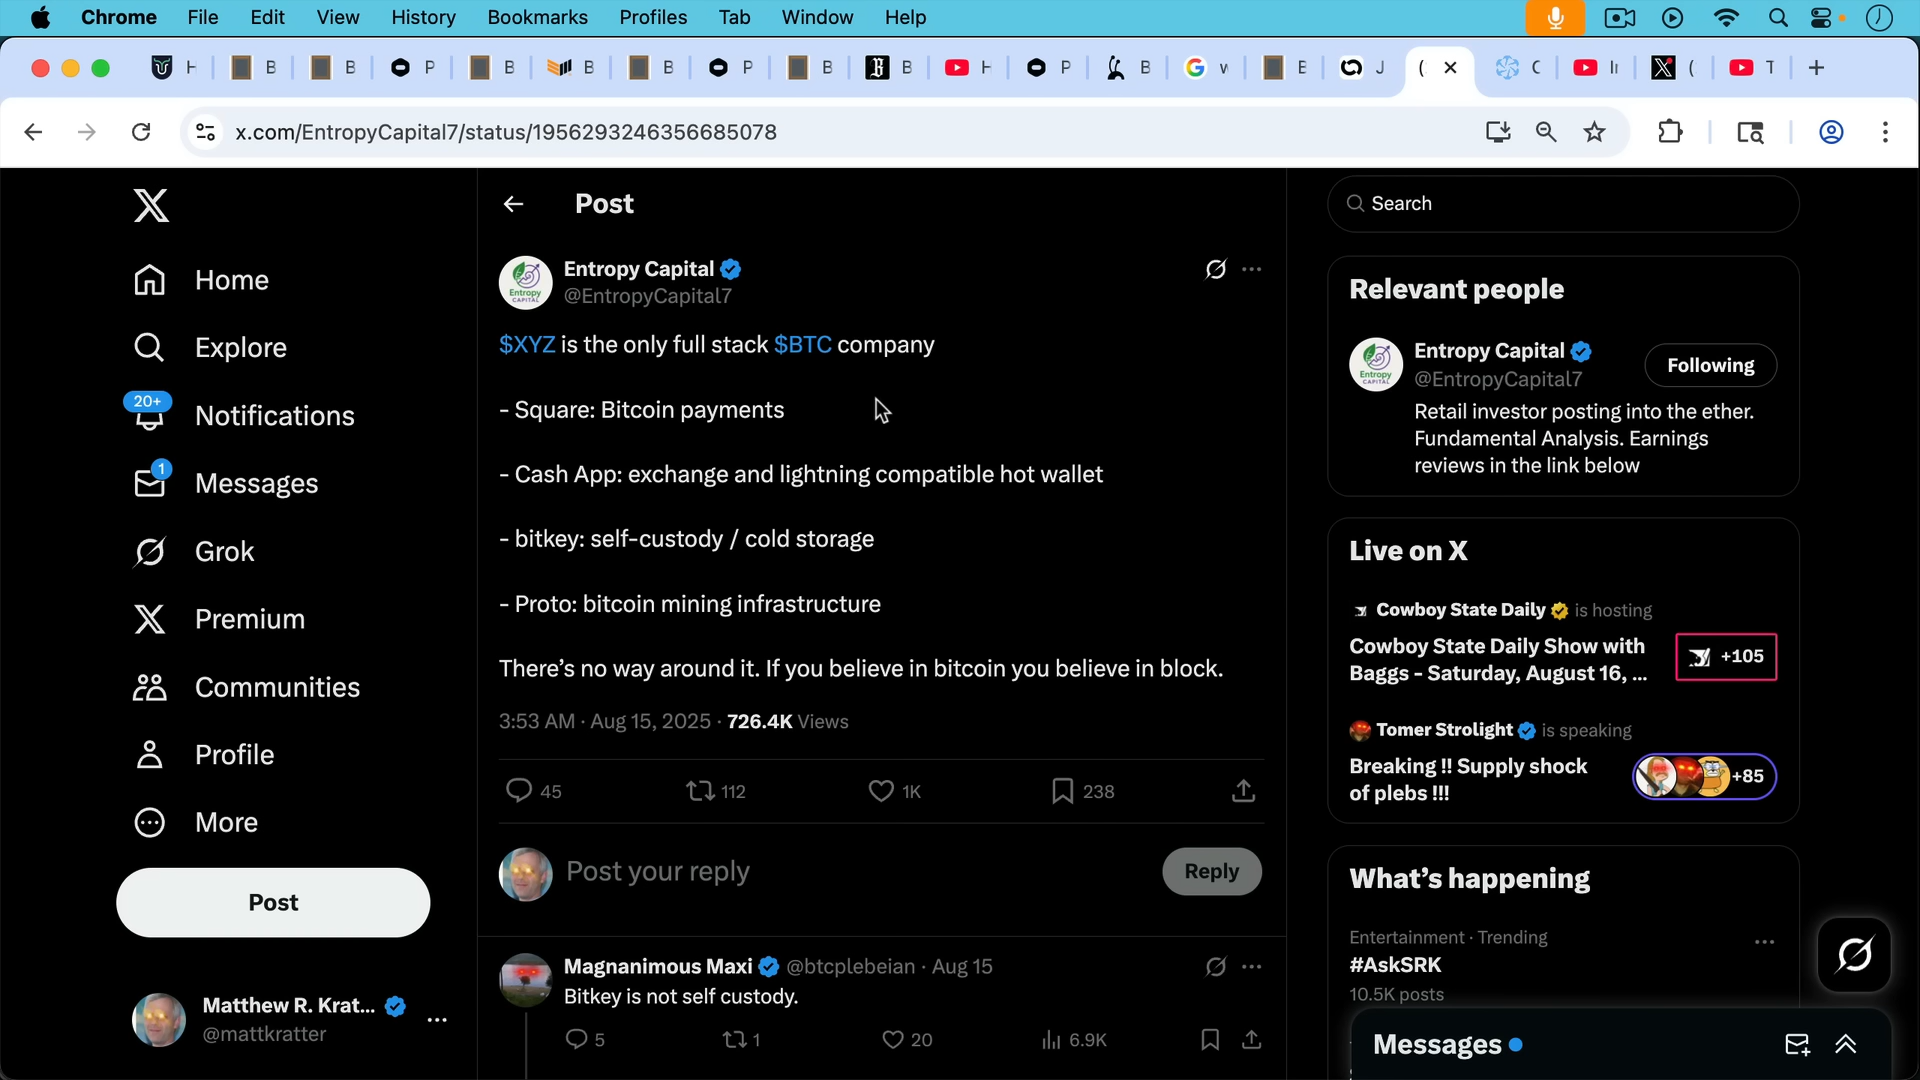 Chrome File Edit View History Bookmarks Profiles Tab Window Help
H B B P B B B P B B H P B w E J ( C Ir ( T
x.com/EntropyCapital7/status/1956293246356685078
Home
Explore
20+
Notifications
1
Messages
Grok
Premium
Communities
Profile
More
Post
Matthew R. Krat...
@mattkratter
Post
Entropy Capital
@EntropyCapital7
$XYZ is the only full stack $BTC company
- Square: Bitcoin payments
- Cash App: exchange and lightning compatible hot wallet
- bitkey: self-custody / cold storage
- Proto: bitcoin mining infrastructure
There’s no way around it. If you believe in bitcoin you believe in block.
3:53 AM · Aug 15, 2025 · 726.4K Views
45 112 1K 238
Post your reply
Reply
Magnanimous Maxi @btcplebeian · Aug 15
Bitkey is not self custody.
5 1 20 6.9K
Search
Relevant people
Entropy Capital
@EntropyCapital7
Following
Retail investor posting into the ether.
Fundamental Analysis. Earnings
reviews in the link below
Live on X
Cowboy State Daily is hosting
Cowboy State Daily Show with
Baggs - Saturday, August 16, ...
+105
Tomer Strolight is speaking
Breaking !! Supply shock
of plebs !!!
+85
What’s happening
Entertainment · Trending
#AskSRK
10.5K posts
Messages